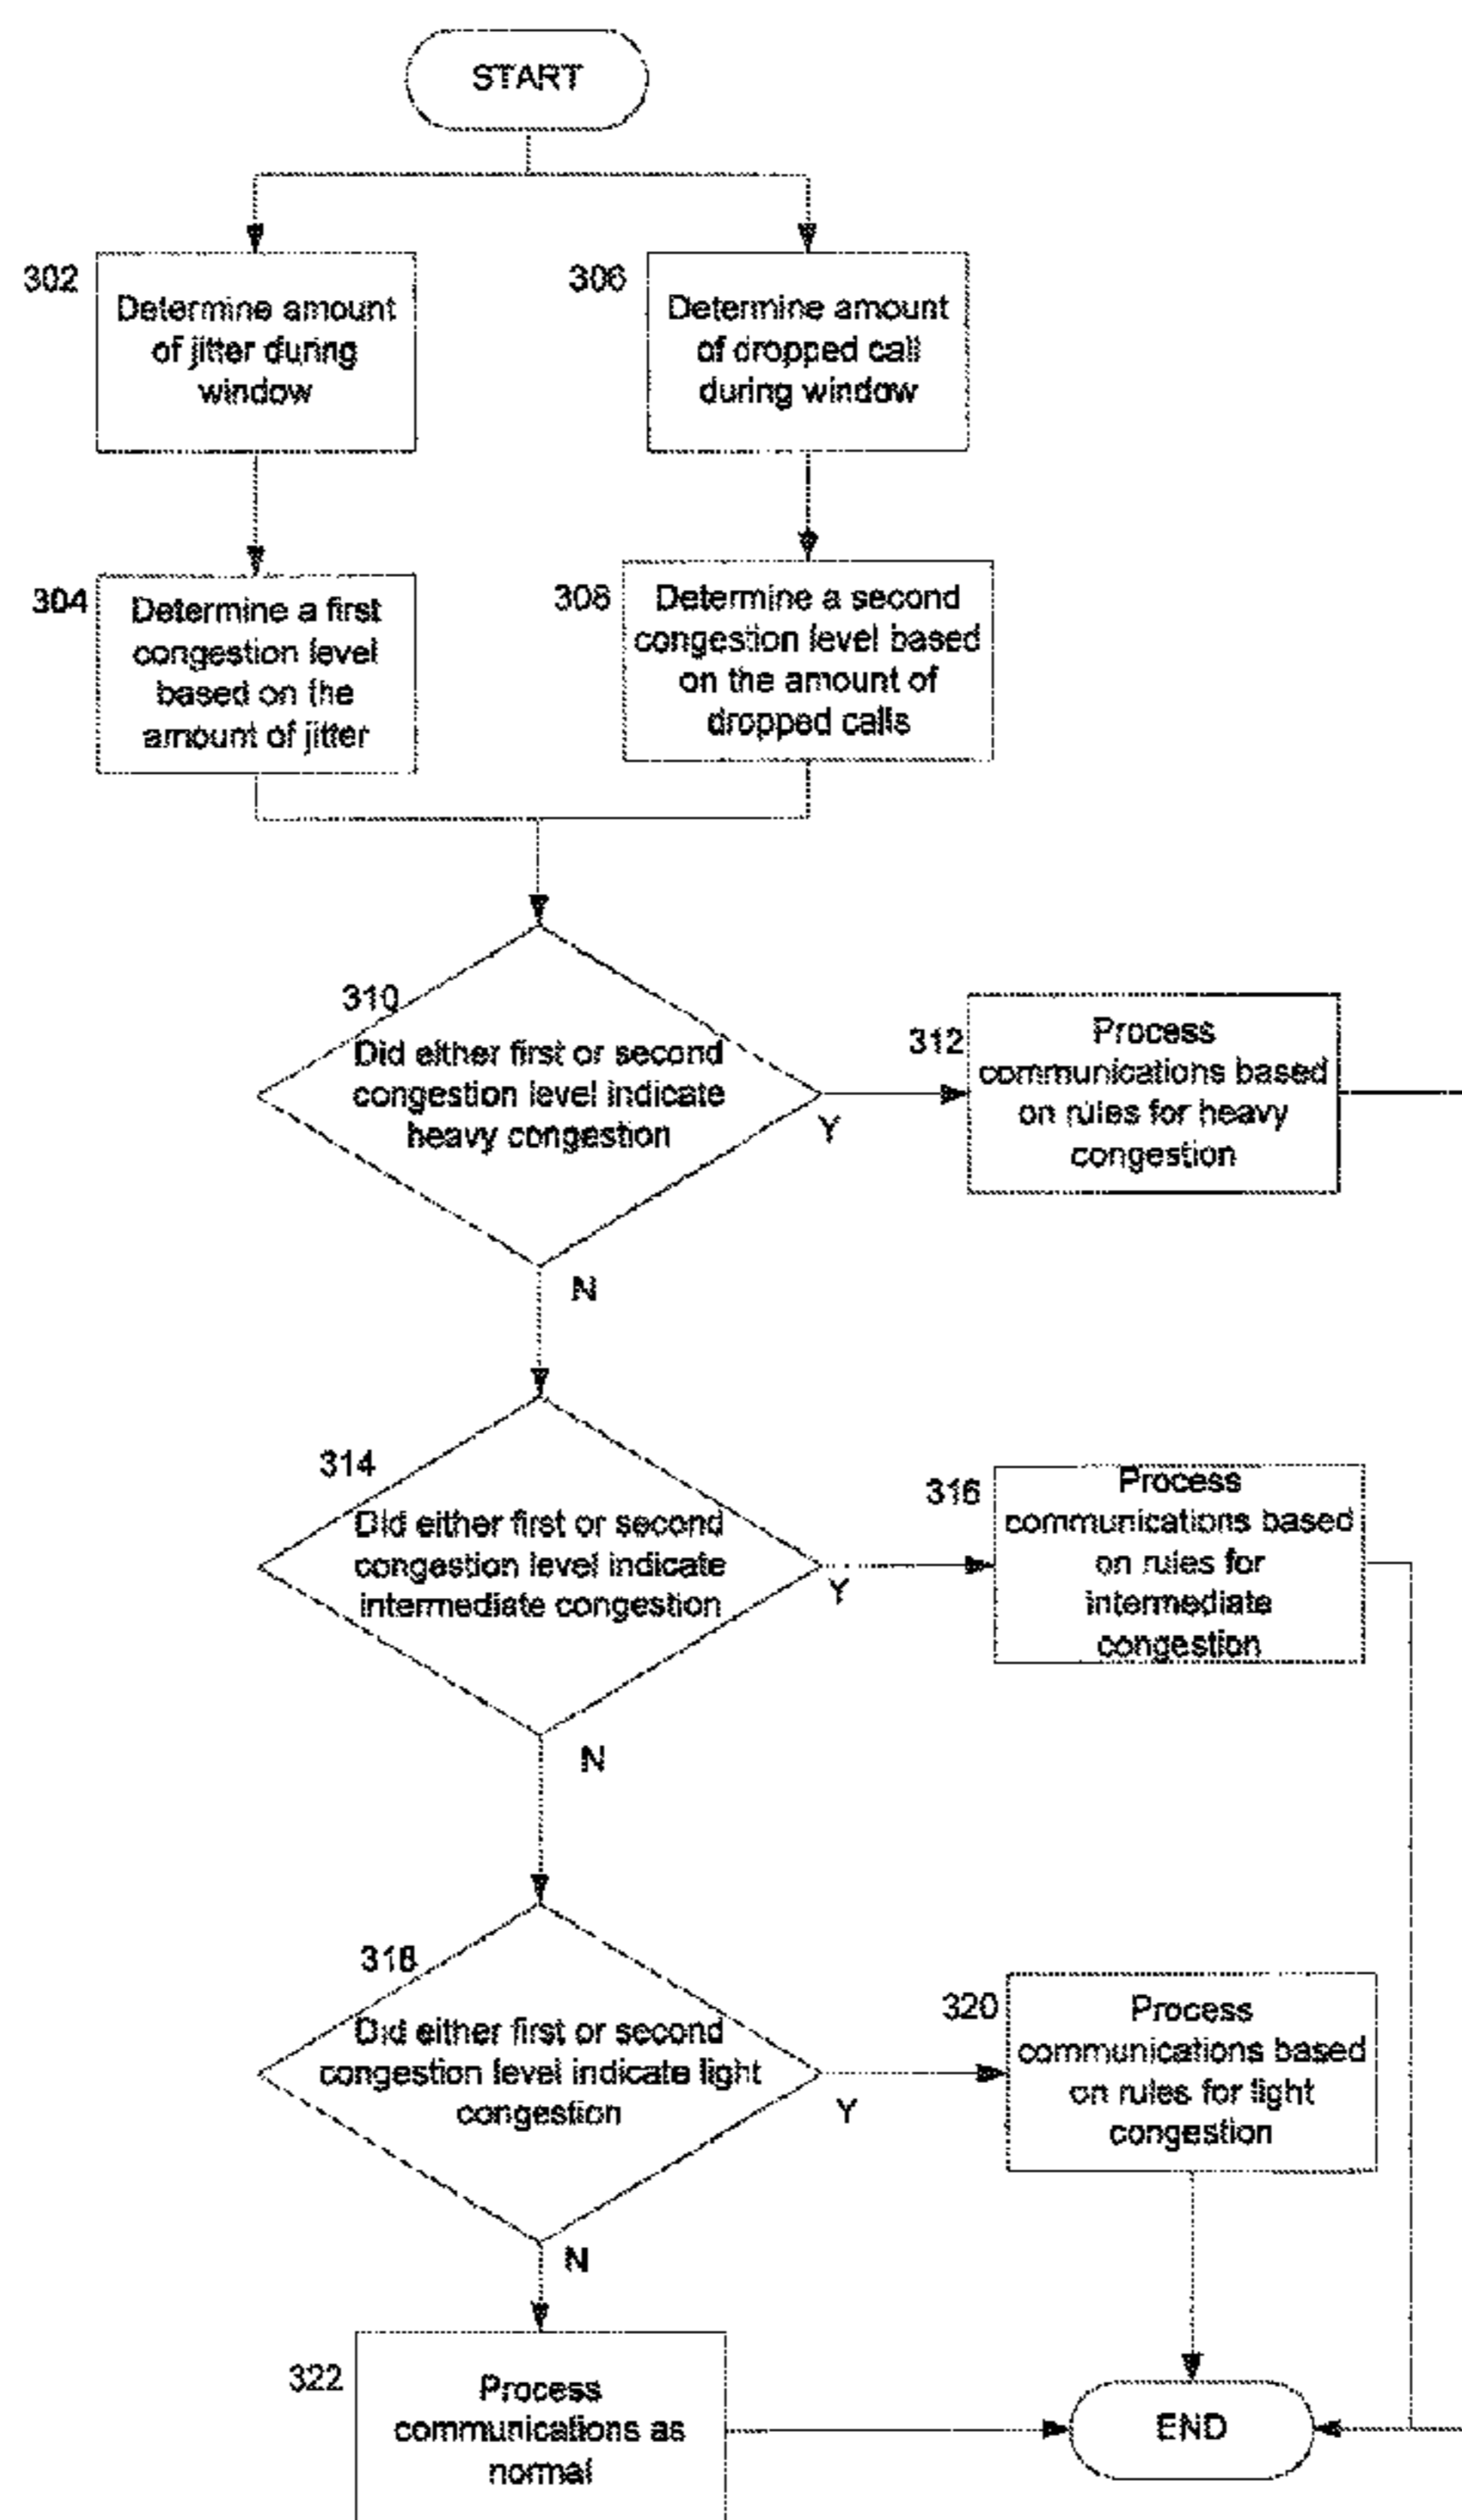 START
302
Determine amount
of jitter during
window
306
Determine amount
of dropped call
during window
304
Determine a first
congestion level
based on the
amount of jitter
308
Determine a second
congestion level based
on the amount of
dropped calls
310
Did either first or second
congestion level indicate
heavy congestion
Y
312
Process
communications based
on rules for heavy
congestion
N
314
Did either first or second
congestion level indicate
intermediate congestion
Y
316
Process
communications based
on rules for
intermediate
congestion
N
318
Did either first or second
congestion level indicate light
congestion
Y
320
Process
communications based
on rules for light
congestion
N
322
Process
communications as
normal
END